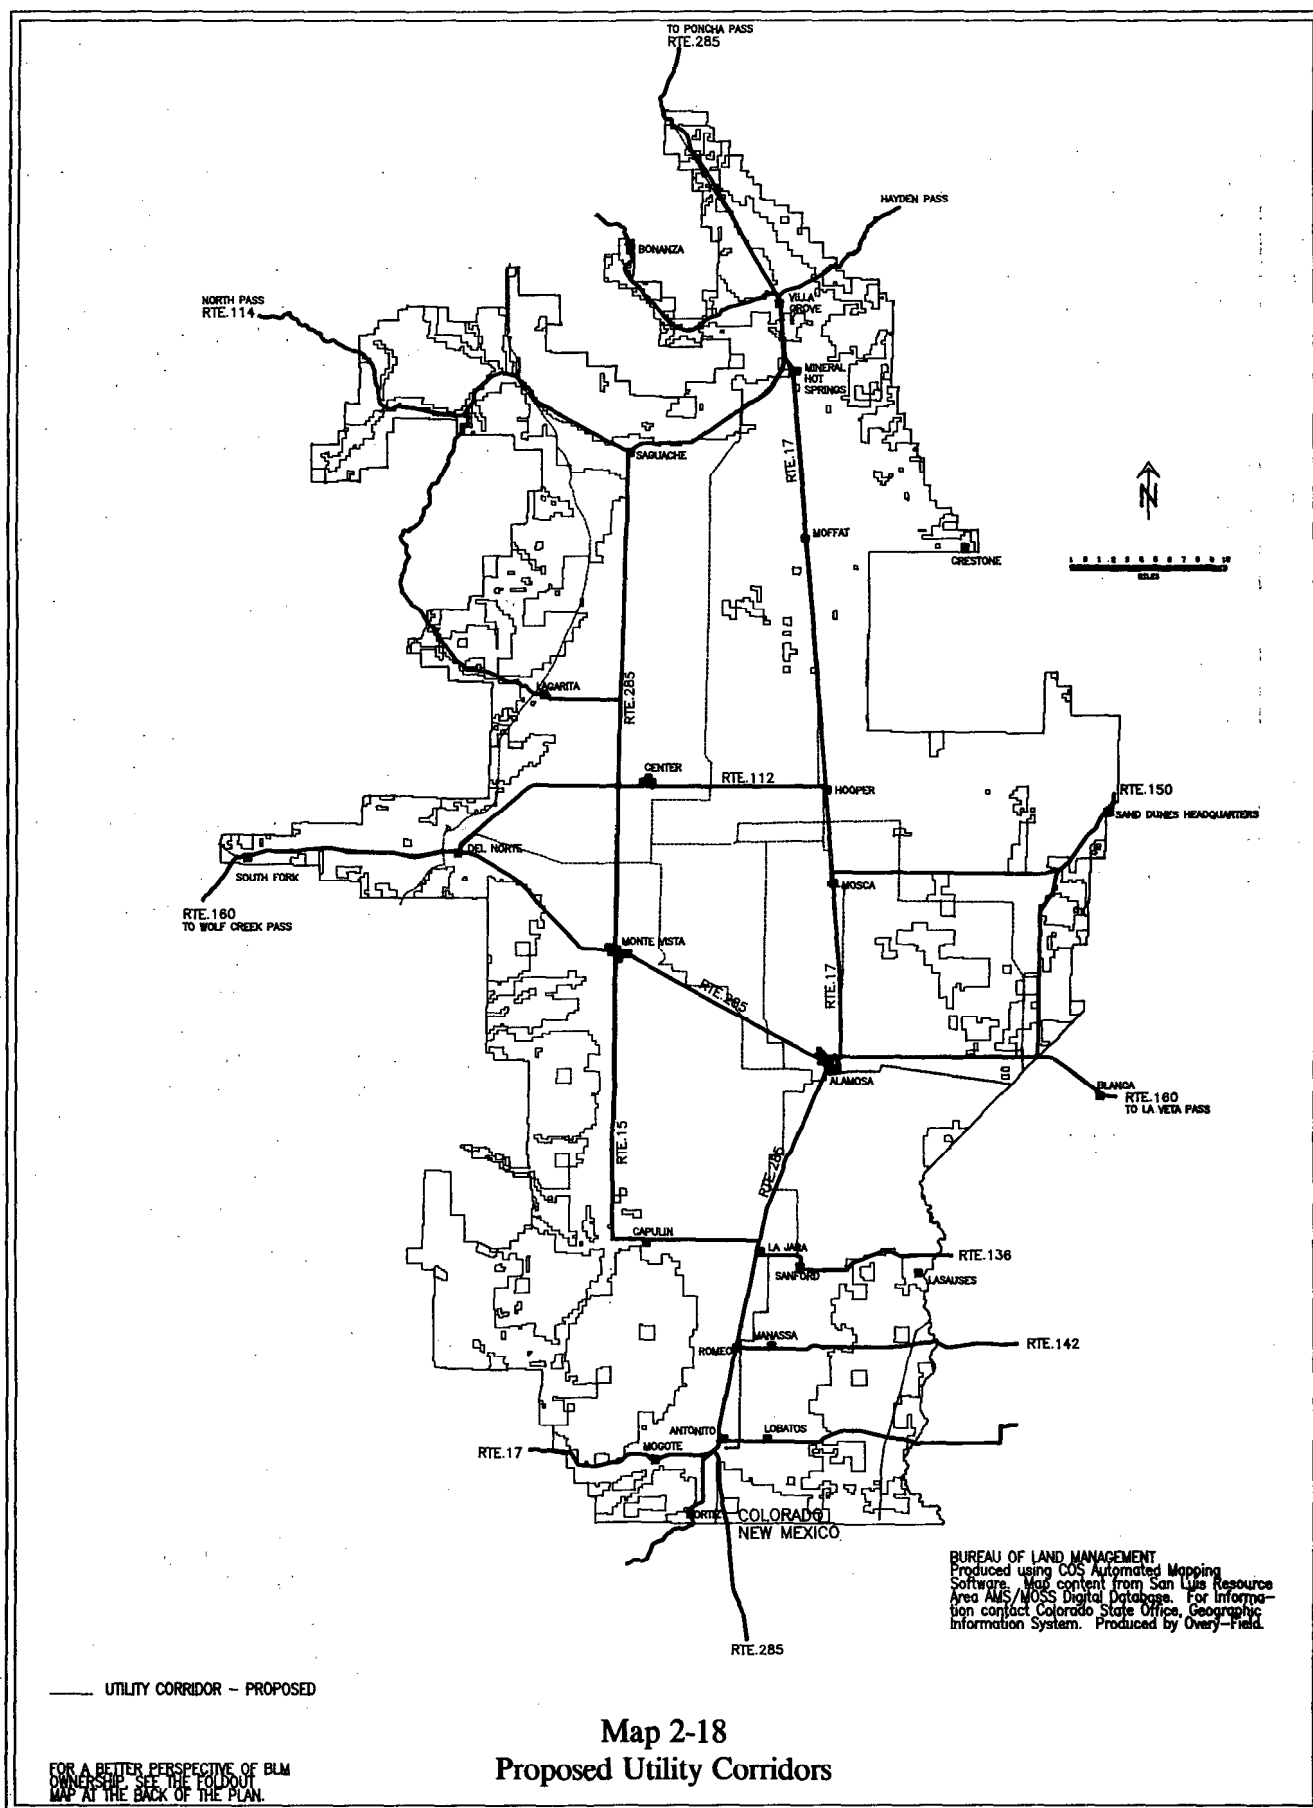 TO PONCHA PASS
RTE.285
HAYDEN PASS
BONANZA
NORTH PASS
RTE.114
VILLA
GROVE
MINERAL
HOT
SPRINGS
SAGUACHE
RTE.17
N
MOFFAT
CRESTONE
MILES
LAGARITA
RTE.285
CENTER
RTE.112
HOOPER
RTE.150
SAND DUNES HEADQUARTERS
DEL NORTE
SOUTH FORK
MOSCA
RTE.160
TO WOLF CREEK PASS
MONTE VISTA
RTE.285
RTE.17
ALAMOSA
BLANCA
RTE.160
TO LA VETA PASS
RTE.15
RTE.285
CAPULIN
LA JARA
SANFORD
RTE.136
LASAUSES
MANASSA
ROMEO
RTE.142
ANTONITO
LOBATOS
RTE.17
MOGOTE
ORTIZ
COLORADO
NEW MEXICO
BUREAU OF LAND MANAGEMENT
Produced using COS Automated Mapping
Software. Map content from San Luis Resource
Area AMS/MOSS Digital Database. For Informa-
tion contact Colorado State Office, Geographic
Information System. Produced by Overy-Field.
RTE.285
UTILITY CORRIDOR - PROPOSED
Map 2-18
Proposed Utility Corridors
FOR A BETTER PERSPECTIVE OF BLM
OWNERSHIP, SEE THE FOLDOUT
MAP AT THE BACK OF THE PLAN.